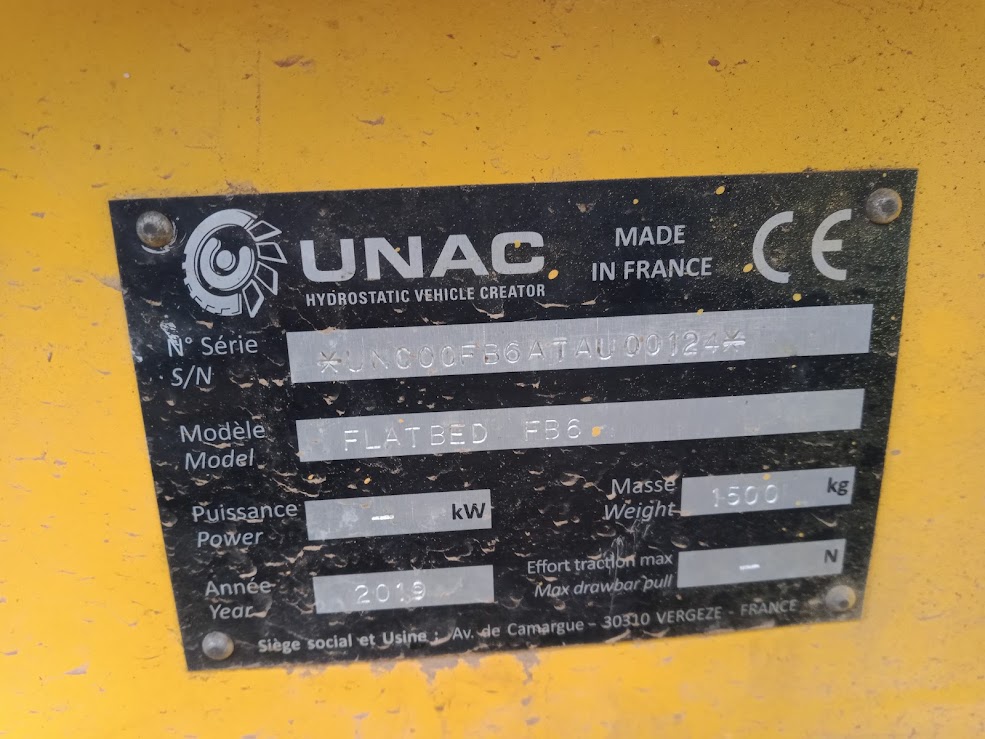 UNAC
HYDROSTATIC VEHICLE CREATOR
MADE
IN FRANCE
CE
N° Série
S/N
*UN000FB6ATAU00124*
Modèle
Model
FLATBED FB6
Puissance
Power
- kW
Masse
Weight
1500 kg
Année
Year
2019
Effort traction max
Max drawbar pull
- N
Siège social et Usine : Av. de Camargue – 30310 VERGEZE - FRANCE